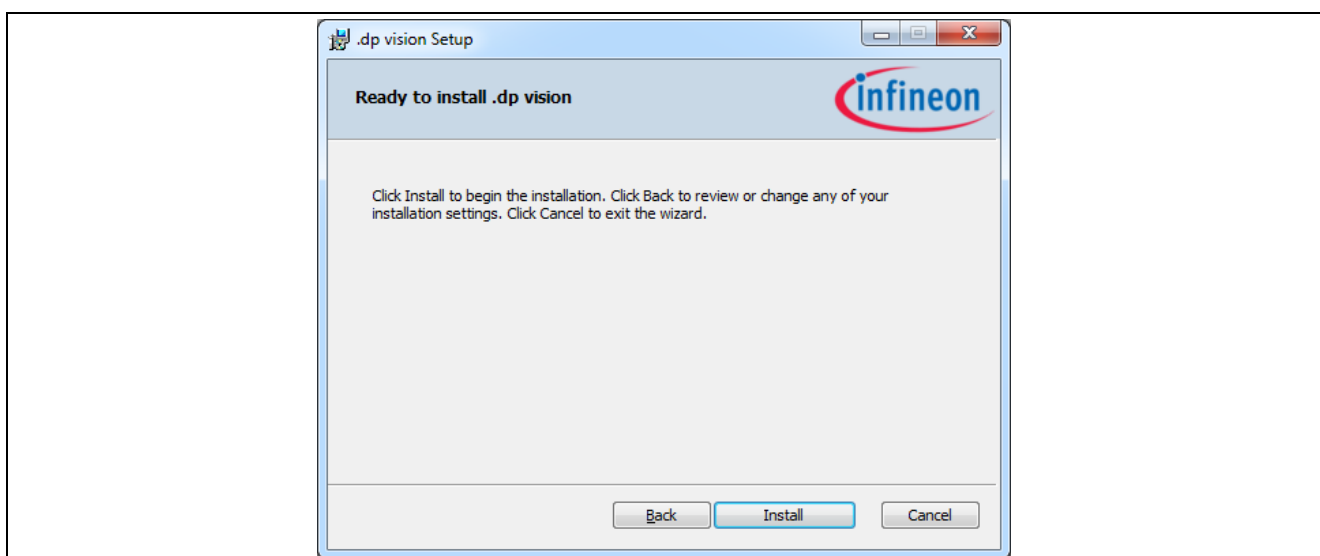 .dp vision Setup
Ready to install .dp vision
infineon
Click Install to begin the installation. Click Back to review or change any of your
installation settings. Click Cancel to exit the wizard.
Back
Install
Cancel